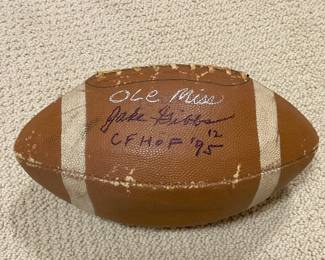 Ole Miss
Jake Gibbs 12
CFHOF '95